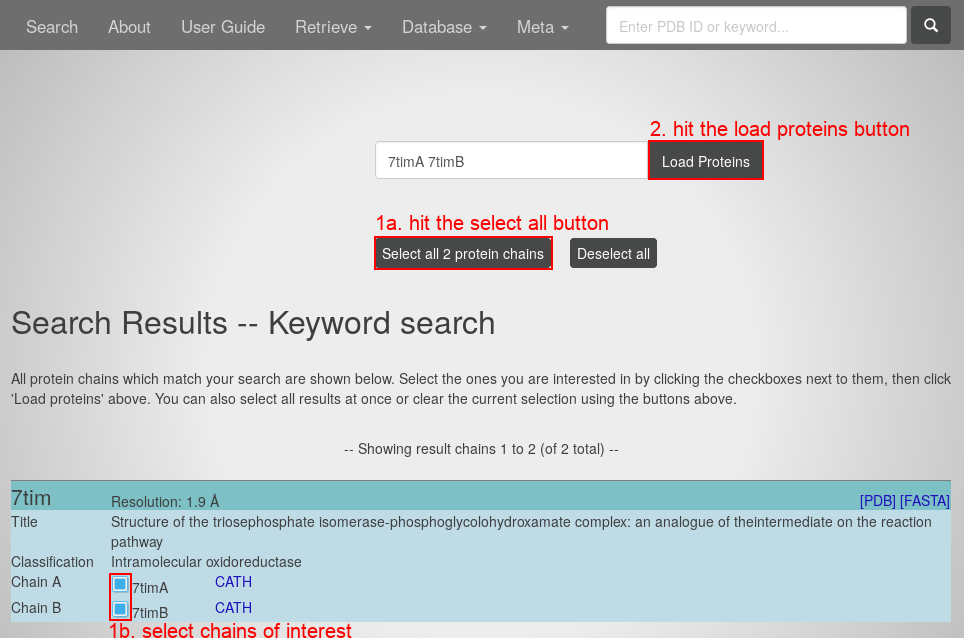 Search About User Guide Retrieve Database Meta Enter PDB ID or keyword...
2. hit the load proteins button
7timA 7timB Load Proteins
1a. hit the select all button
Select all 2 protein chains Deselect all
Search Results -- Keyword search
All protein chains which match your search are shown below. Select the ones you are interested in by clicking the checkboxes next to them, then click
'Load proteins' above. You can also select all results at once or clear the current selection using the buttons above.
-- Showing result chains 1 to 2 (of 2 total) --
7tim Resolution: 1.9 Å [PDB] [FASTA]
Title Structure of the triosephosphate isomerase-phosphoglycolohydroxamate complex: an analogue of theintermediate on the reaction
pathway
Classification Intramolecular oxidoreductase
Chain A 7timA CATH
Chain B 7timB CATH
1b. select chains of interest